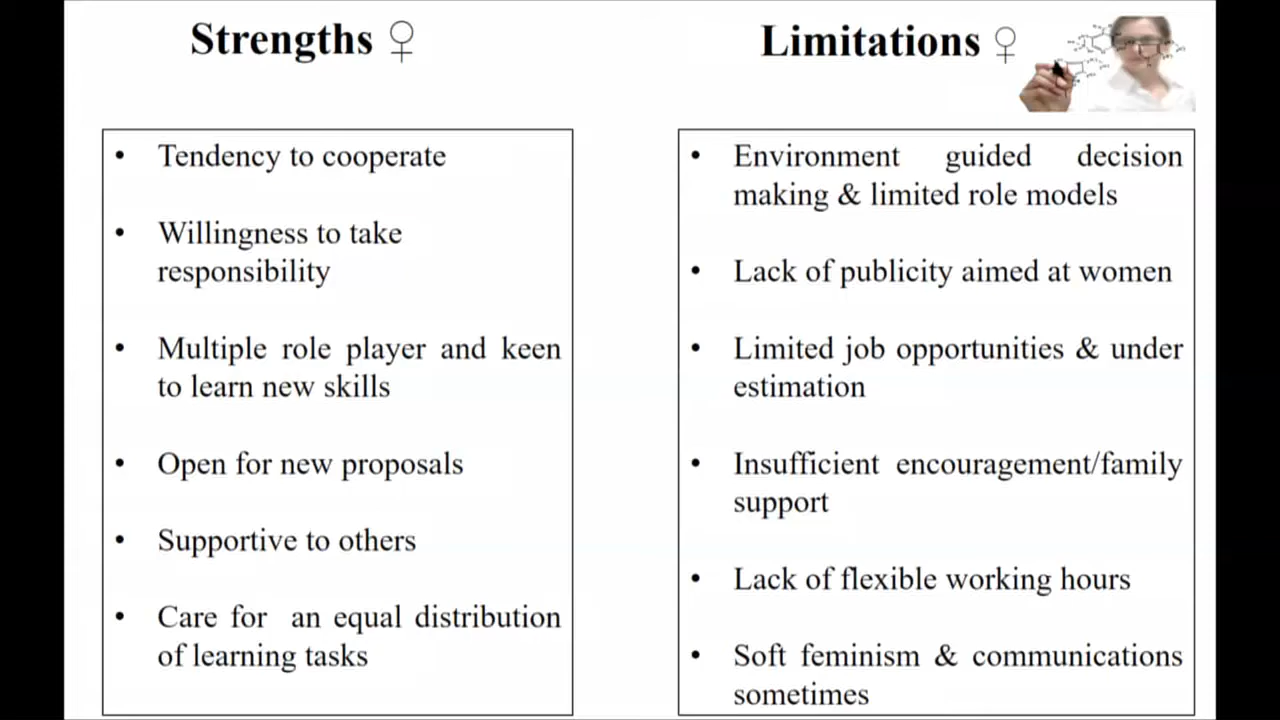 Strengths ♀
Limitations ♀
• Tendency to cooperate
• Willingness to take
responsibility
• Multiple role player and keen
to learn new skills
• Open for new proposals
• Supportive to others
• Care for an equal distribution
of learning tasks
• Environment guided decision
making & limited role models
• Lack of publicity aimed at women
• Limited job opportunities & under
estimation
• Insufficient encouragement/family
support
• Lack of flexible working hours
• Soft feminism & communications
sometimes